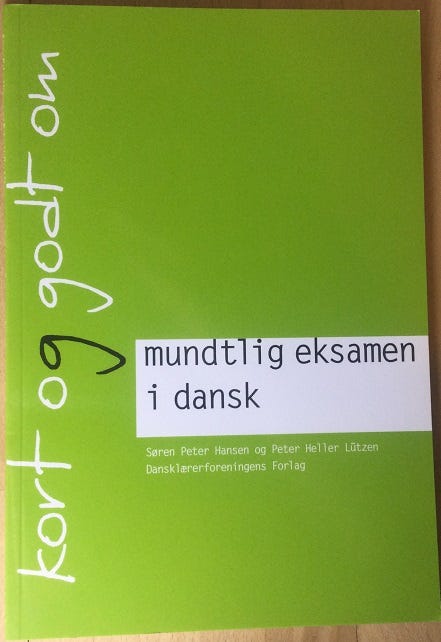 kort og godt om
mundtlig eksamen
i dansk
Søren Peter Hansen og Peter Heller Lützen
Dansklærerforeningens Forlag